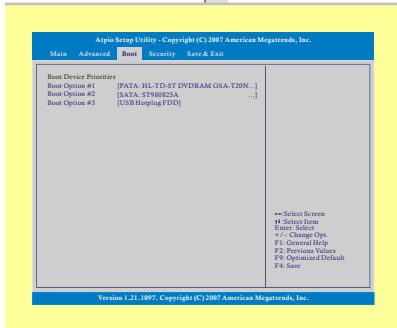 Atpio Setup Utility - Copyright (C) 2007 American Megatrends, Inc.
Main Advanced Boot Security Save & Exit
Boot Device Priorities
Boot Option #1 [PATA: HL-TD-ST DVDRAM GSA-T20N...]
Boot Option #2 [SATA: ST980825A ...]
Boot Option #3 [USB Hotplug FDD]
↔:Select Screen
↑↓:Select Item
Enter: Select
+/-: Change Opt.
F1: General Help
F2: Previous Values
F9: Optimized Default
F4: Save
Version 1.21.1097. Copyright (C) 2007 American Megatrends, Inc.